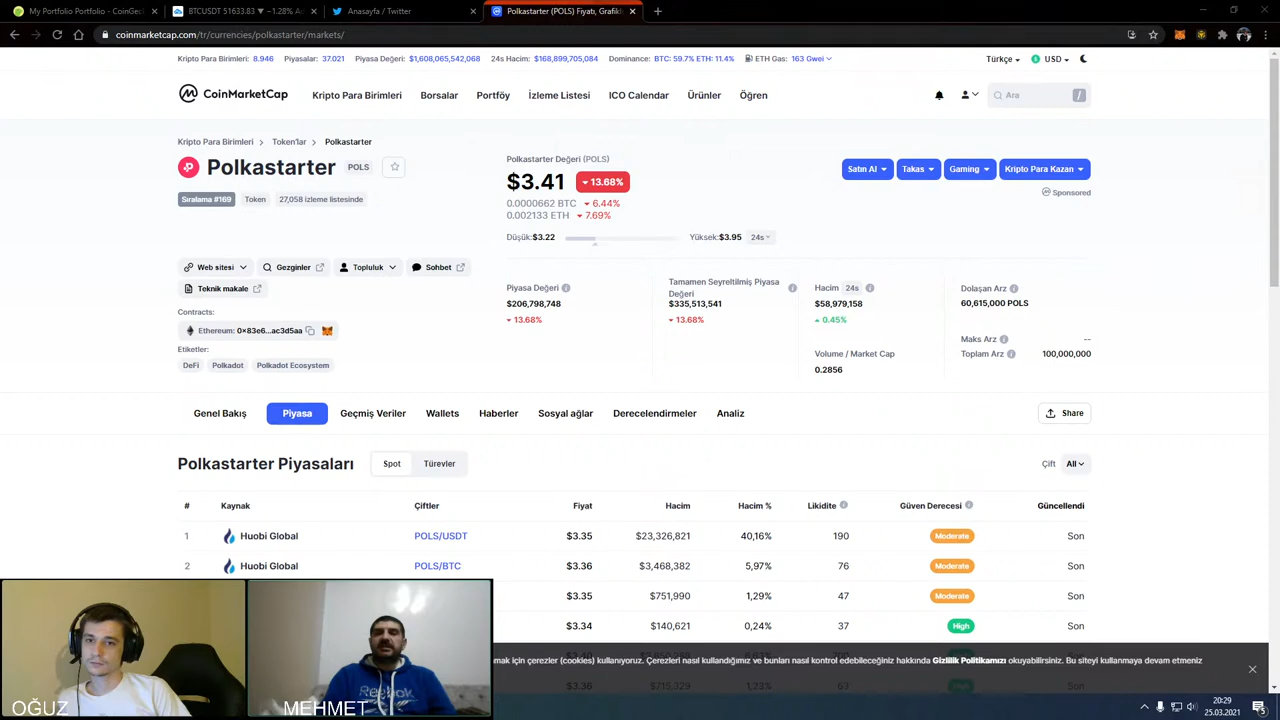 My Portfolio Portfolio - CoinGec
BTCUSDT 51633.83 ▼ −1.28% Ad
Anasayfa / Twitter
Polkastarter (POLS) Fiyatı, Grafikl
coinmarketcap.com/tr/currencies/polkastarter/markets/
Kripto Para Birimleri: 8.946 Piyasalar: 37.021 Piyasa Değeri: $1,608,065,542,068 24s Hacim: $168,899,705,084 Dominance: BTC: 59.7% ETH: 11.4% ETH Gas: 163 Gwei
Türkçe USD
CoinMarketCap
Kripto Para Birimleri Borsalar Portföy İzleme Listesi ICO Calendar Ürünler Öğren
Ara /
Kripto Para Birimleri > Token'lar > Polkastarter
Polkastarter POLS
Sıralama #169 Token 27,058 izleme listesinde
Polkastarter Değeri (POLS)
$3.41 13.68%
0.0000662 BTC 6.44%
0.002133 ETH 7.69%
Düşük:$3.22 Yüksek:$3.95 24s
Satın Al Takas Gaming Kripto Para Kazan
Sponsored
Web sitesi Gezginler Topluluk Sohbet
Teknik makale
Contracts:
Ethereum: 0x83e6...ac3d5aa
Etiketler:
DeFi Polkadot Polkadot Ecosystem
Piyasa Değeri
$206,798,748
13.68%
Tamamen Seyreltilmiş Piyasa
Değeri
$335,513,541
13.68%
Hacim 24s
$58,979,158
0.45%
Volume / Market Cap
0.2856
Dolaşan Arz
60,615,000 POLS
Maks Arz --
Toplam Arz 100,000,000
Genel Bakış Piyasa Geçmiş Veriler Wallets Haberler Sosyal ağlar Derecelendirmeler Analiz
Share
Polkastarter Piyasaları Spot Türevler
Çift All
# Kaynak Çiftler Fiyat Hacim Hacim % Likidite Güven Derecesi Güncellendi
1 Huobi Global POLS/USDT $3.35 $23,326,821 40,16% 190 Moderate Son
2 Huobi Global POLS/BTC $3.36 $3,468,382 5,97% 76 Moderate Son
$3.35 $751,990 1,29% 47 Moderate Son
$3.34 $140,621 0,24% 37 High Son
mak için çerezler (cookies) kullanıyoruz. Çerezleri nasıl kullandığımız ve bunları nasıl kontrol edebileceğiniz hakkında Gizlilik Politikamızı okuyabilirsiniz. Bu siteyi kullanmaya devam etmeniz
$3.36 $715,329 1,23% 63 High Son
Reebok
OĞUZ
MEHMET
20:29
25.03.2021